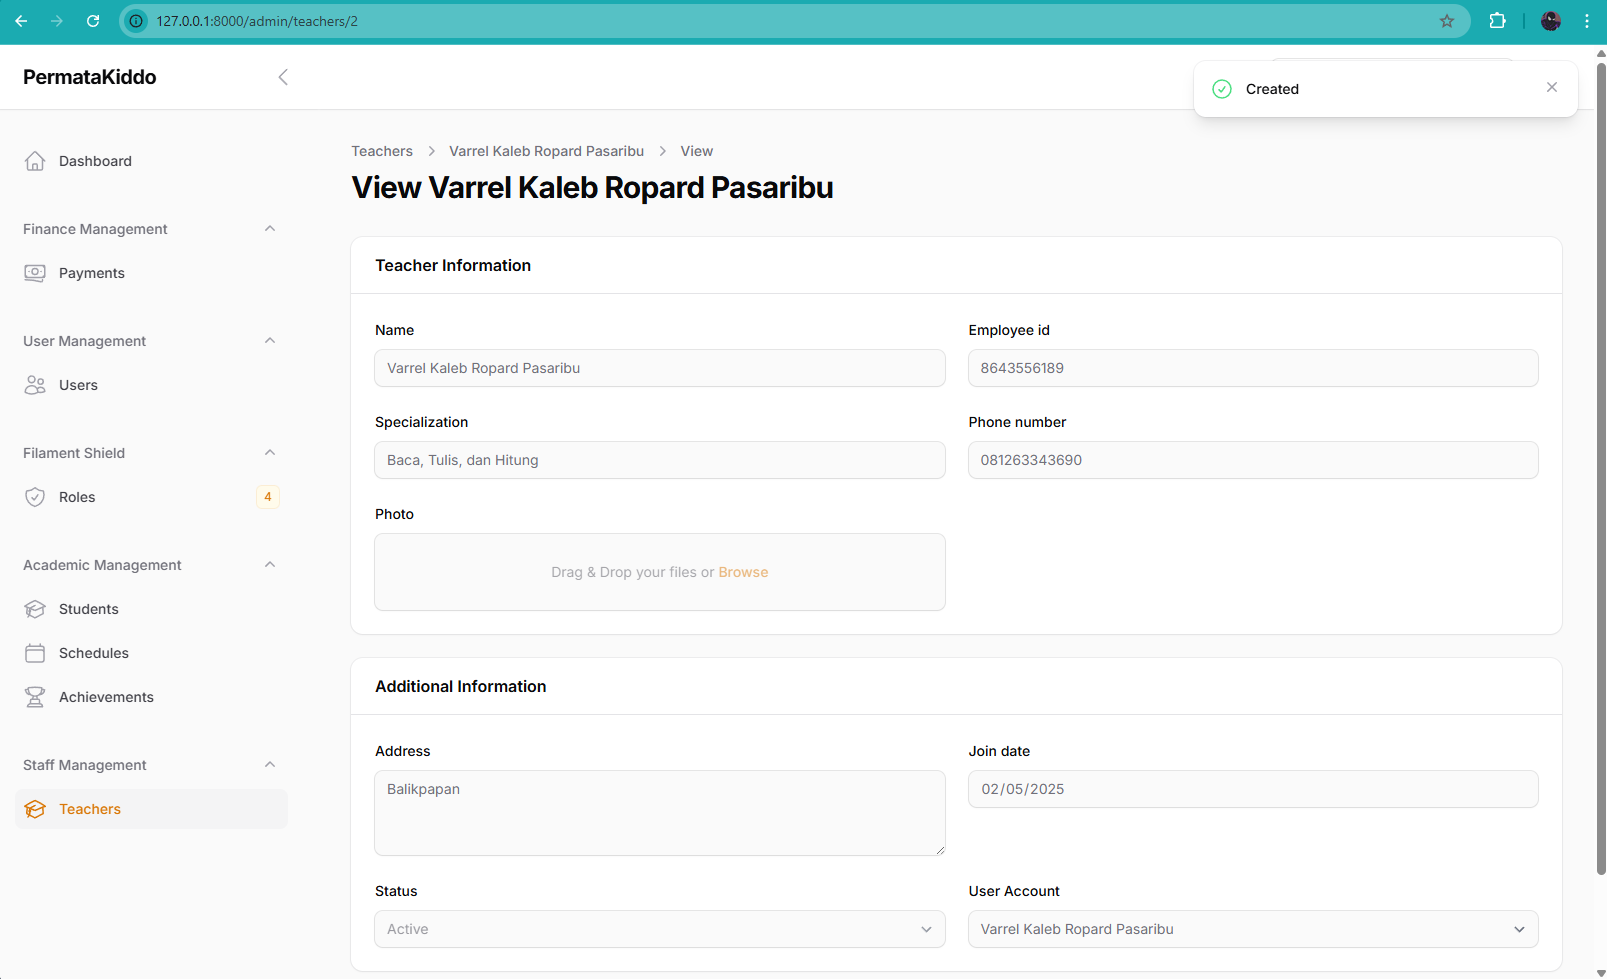 127.0.0.1:8000/admin/teachers/2
PermataKiddo
Created
Dashboard
Finance Management
Payments
User Management
Users
Filament Shield
Roles
4
Academic Management
Students
Schedules
Achievements
Staff Management
Teachers
Teachers > Varrel Kaleb Ropard Pasaribu > View
View Varrel Kaleb Ropard Pasaribu
Teacher Information
Name
Varrel Kaleb Ropard Pasaribu
Employee id
8643556189
Specialization
Baca, Tulis, dan Hitung
Phone number
081263343690
Photo
Drag & Drop your files or Browse
Additional Information
Address
Balikpapan
Join date
02/05/2025
Status
Active
User Account
Varrel Kaleb Ropard Pasaribu